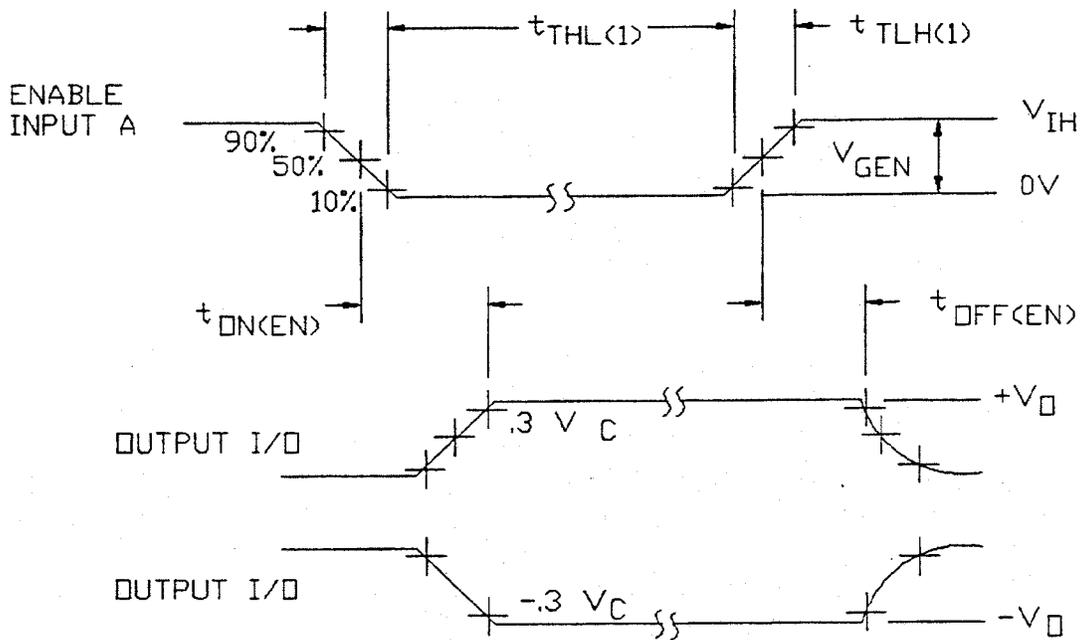 tTHL(1)
t TLH(1)
ENABLE
INPUT A
90%
50%
10%
VIH
VGEN
0V
tON(EN)
tOFF(EN)
OUTPUT I/O
.3 V C
+VO
OUTPUT I/O
-.3 VC
-VO